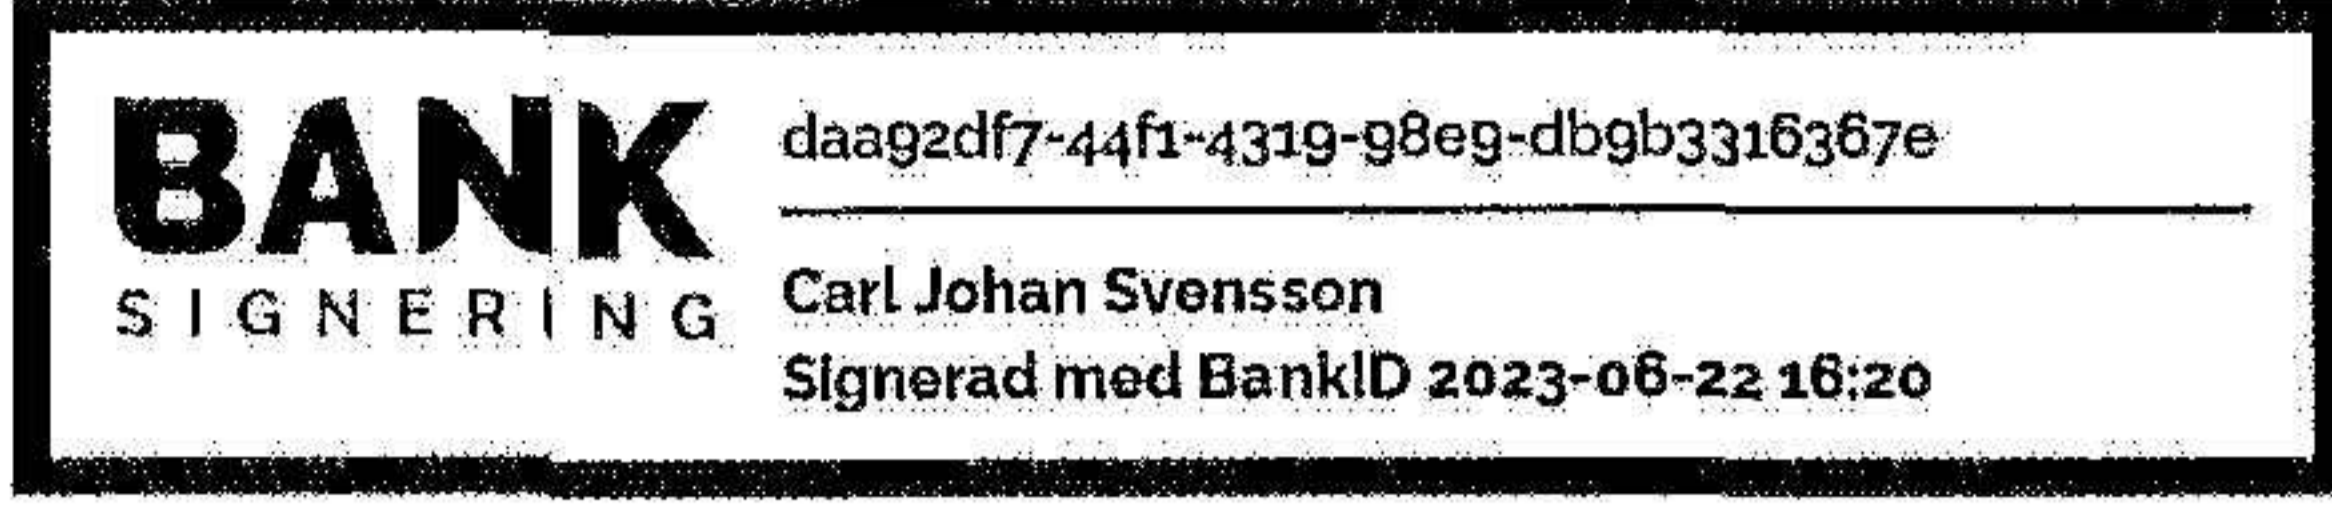 BANK
SIGNERING
daa92df7-44f1-4319-98e9-db9b3316367e
Carl Johan Svensson
Signerad med BankID 2023-06-22 16:20